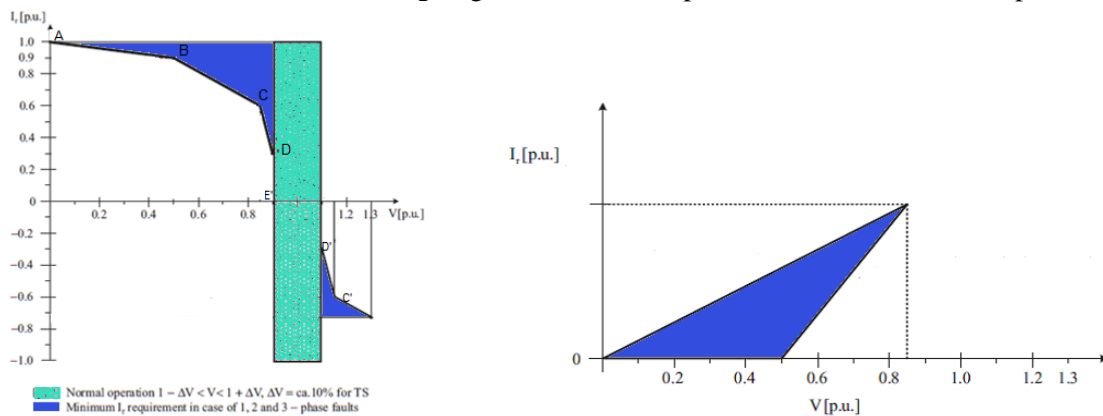 I_r [p.u.]
A
1.0
B
0.9
0.8
C
0.6
0.4
D
0.2
E'
0
V[p.u.]
0.2 0.4 0.6 0.8 1.2 1.3
−0.2
D'
−0.4
−0.6
C'
−0.8
−1.0
Normal operation 1 − ΔV < V < 1 + ΔV, ΔV = ca.10% for TS
Minimum I_r requirement in case of 1, 2 and 3 − phase faults
I_r [p.u.]
0
0.2 0.4 0.6 0.8 1.0 1.2 1.3
V[p.u.]